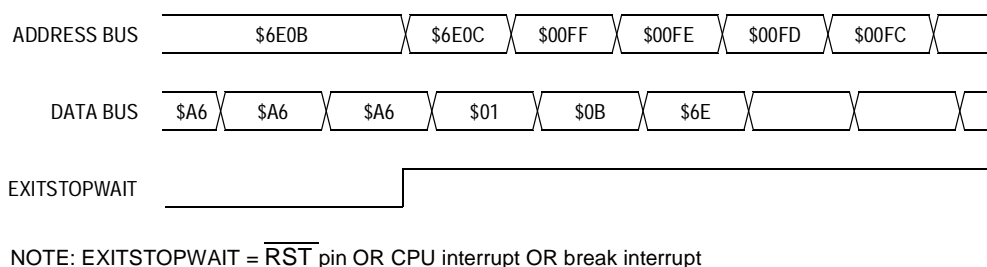 ADDRESS BUS $6E0B $6E0C $00FF $00FE $00FD $00FC
DATA BUS $A6 $A6 $A6 $01 $0B $6E
EXITSTOPWAIT
NOTE: EXITSTOPWAIT = RST pin OR CPU interrupt OR break interrupt